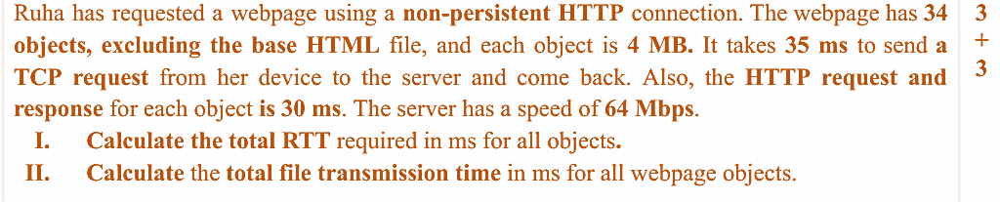 Ruha has requested a webpage using a non-persistent HTTP connection. The webpage has 34
objects, excluding the base HTML file, and each object is 4 MB. It takes 35 ms to send a
TCP request from her device to the server and come back. Also, the HTTP request and
response for each object is 30 ms. The server has a speed of 64 Mbps.
I. Calculate the total RTT required in ms for all objects.
II. Calculate the total file transmission time in ms for all webpage objects.
3
+
3